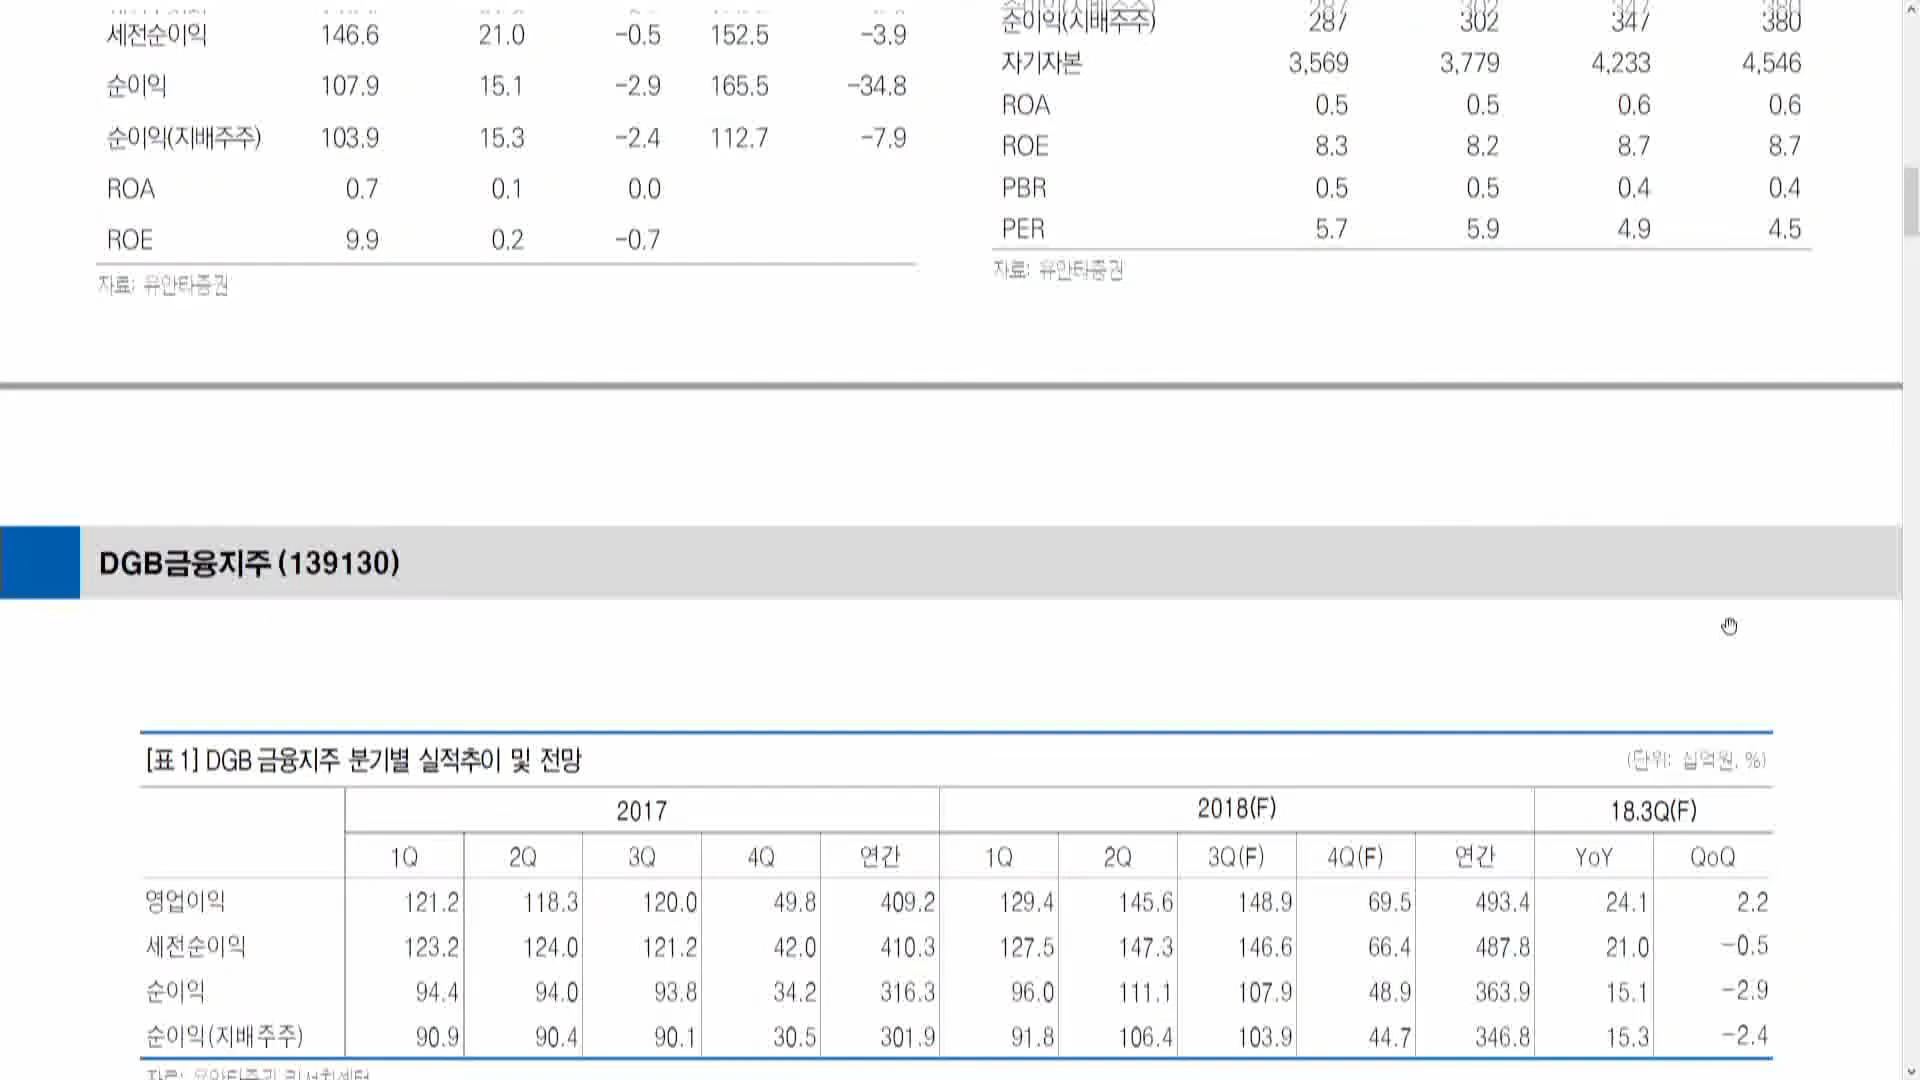 세전순이익 146.6 21.0 −0.5 152.5 −3.9
순이익 107.9 15.1 −2.9 165.5 −34.8
순이익(지배주주) 103.9 15.3 −2.4 112.7 −7.9
ROA 0.7 0.1 0.0
ROE 9.9 0.2 −0.7
자료: 유안타증권
순이익(지배주주) 287 302 347 380
자기자본 3,569 3,779 4,233 4,546
ROA 0.5 0.5 0.6 0.6
ROE 8.3 8.2 8.7 8.7
PBR 0.5 0.5 0.4 0.4
PER 5.7 5.9 4.9 4.5
자료: 유안타증권
DGB금융지주 (139130)
[표 1] DGB 금융지주 분기별 실적추이 및 전망 (단위: 십억원, %)
2017 2018(F) 18.3Q(F)
1Q 2Q 3Q 4Q 연간 1Q 2Q 3Q(F) 4Q(F) 연간 YoY QoQ
영업이익 121.2 118.3 120.0 49.8 409.2 129.4 145.6 148.9 69.5 493.4 24.1 2.2
세전순이익 123.2 124.0 121.2 42.0 410.3 127.5 147.3 146.6 66.4 487.8 21.0 −0.5
순이익 94.4 94.0 93.8 34.2 316.3 96.0 111.1 107.9 48.9 363.9 15.1 −2.9
순이익(지배주주) 90.9 90.4 90.1 30.5 301.9 91.8 106.4 103.9 44.7 346.8 15.3 −2.4
자료: 유안타증권 리서치센터